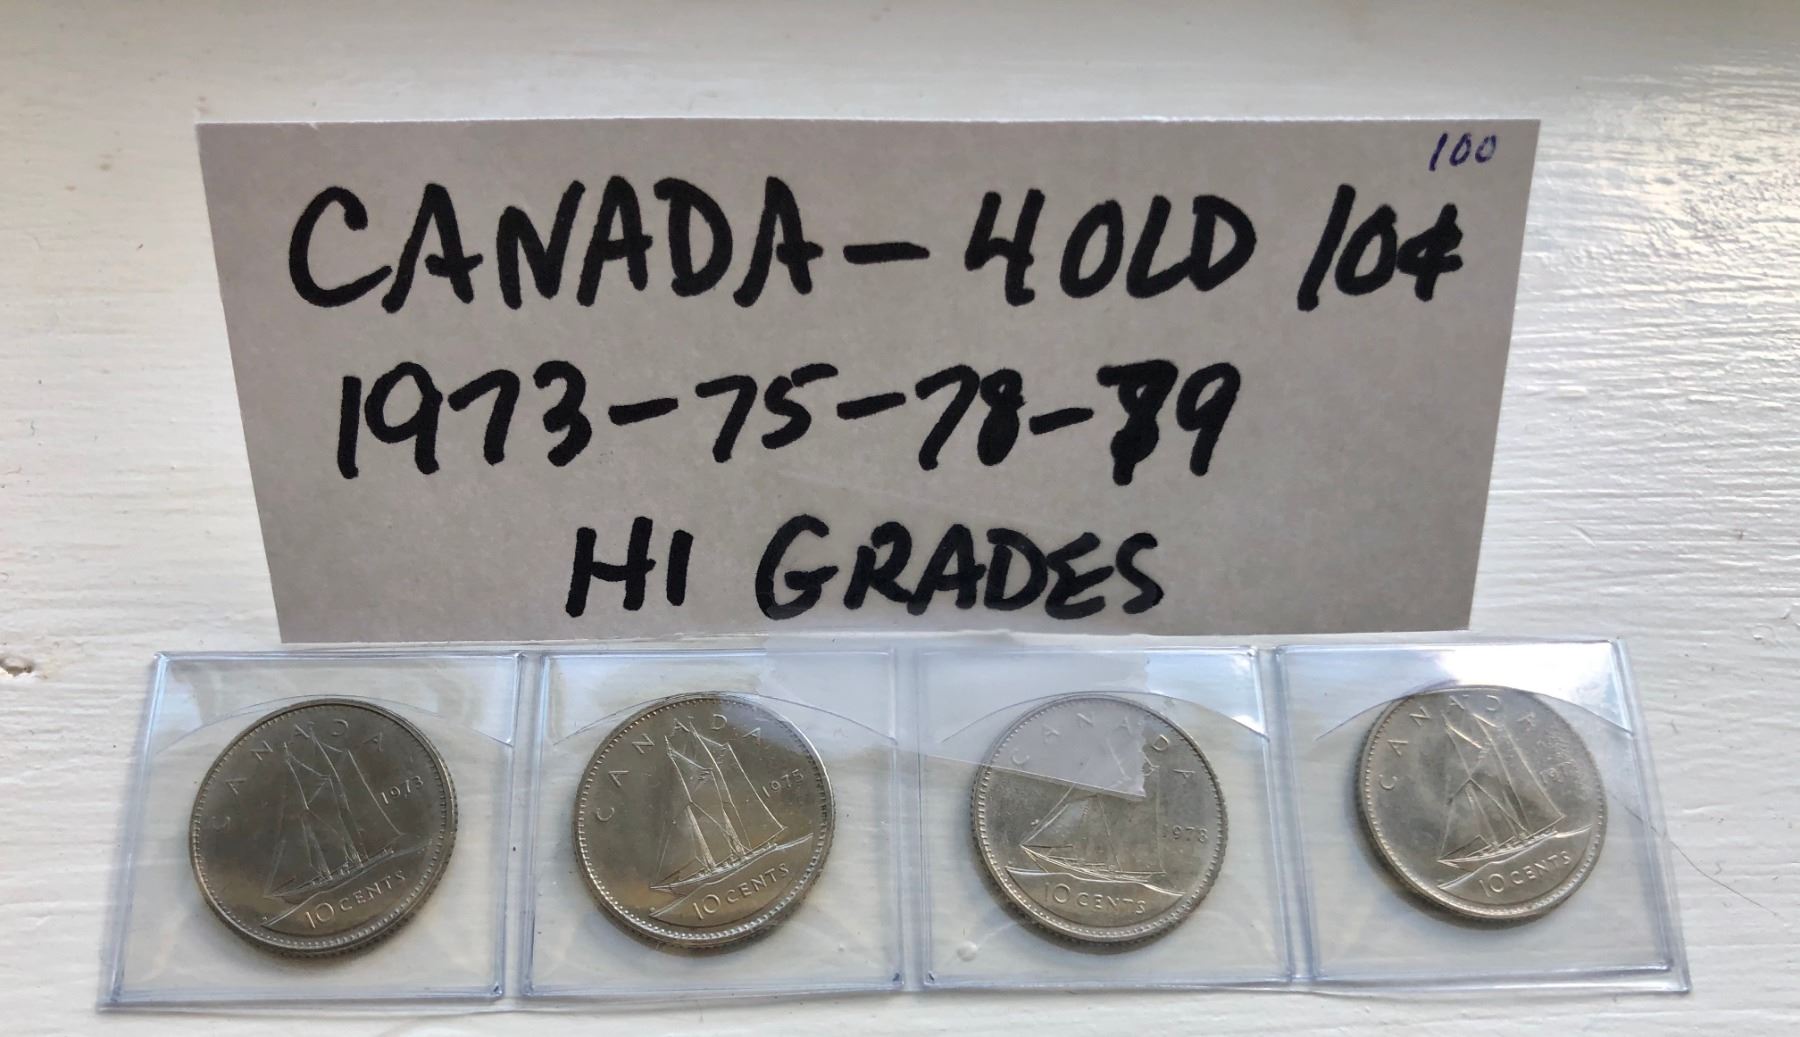 100
CANADA - 4 OLD 10¢
1973-75-78-
HI GRADES
CANADA
1973
10 CENTS
CANADA
1975
10 CENTS
CANADA
1978
10 CENTS
CANADA
10 CENTS